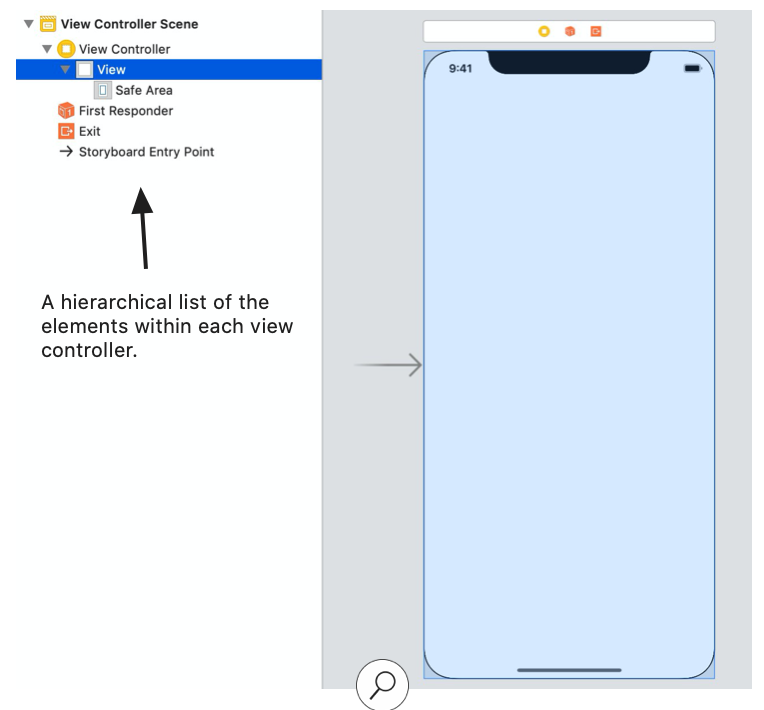 View Controller Scene
View Controller
View
Safe Area
First Responder
Exit
Storyboard Entry Point
A hierarchical list of the
elements within each view
controller.
9:41